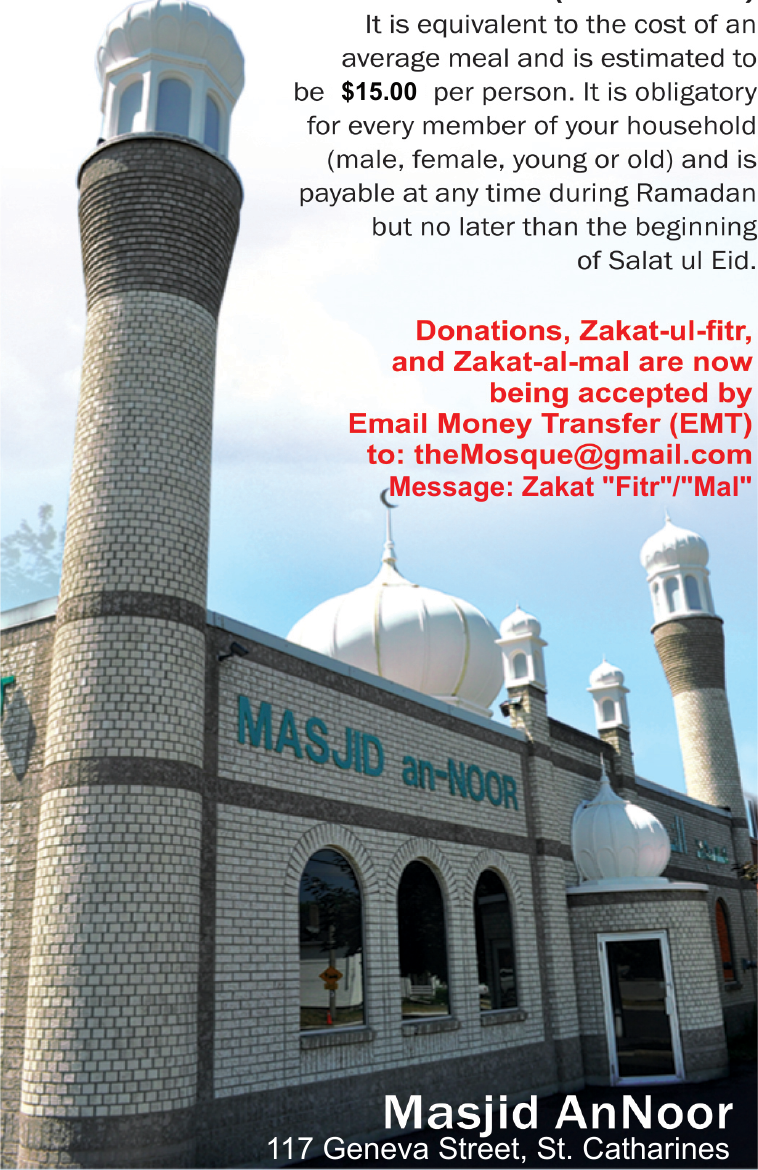 It is equivalent to the cost of an
average meal and is estimated to
be $15.00 per person. It is obligatory
for every member of your household
(male, female, young or old) and is
payable at any time during Ramadan
but no later than the beginning
of Salat ul Eid.
Donations, Zakat-ul-fitr,
and Zakat-al-mal are now
being accepted by
Email Money Transfer (EMT)
to: theMosque@gmail.com
Message: Zakat "Fitr"/"Mal"
MASJID an-NOOR
Masjid AnNoor
117 Geneva Street, St. Catharines